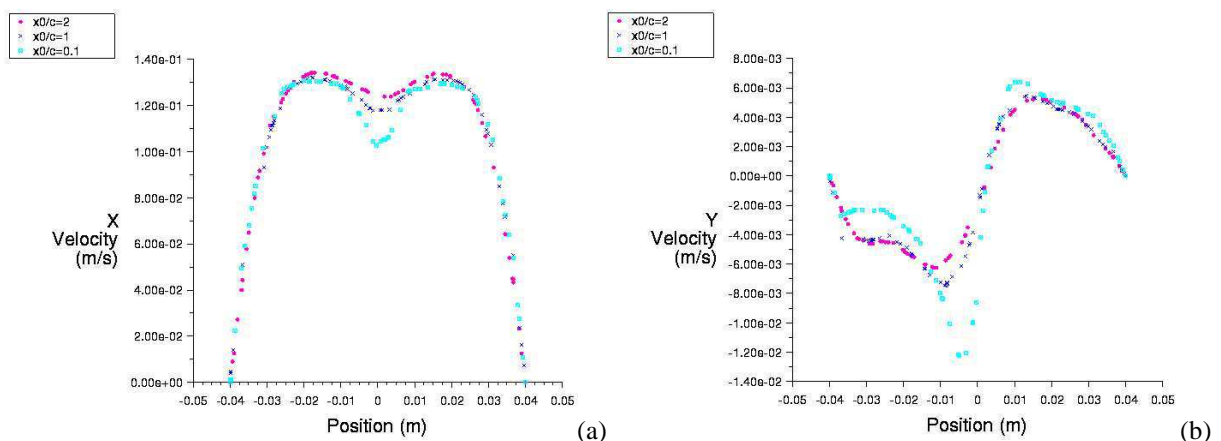 x0/c=2
x0/c=1
x0/c=0.1
1.40e-01
1.20e-01
1.00e-01
8.00e-02
6.00e-02
4.00e-02
2.00e-02
0.00e+00
X
Velocity
(m/s)
-0.05 -0.04 -0.03 -0.02 -0.01 0 0.01 0.02 0.03 0.04 0.05
Position (m)
(a)
x0/c=2
x0/c=1
x0/c=0.1
8.00e-03
6.00e-03
4.00e-03
2.00e-03
0.00e+00
-2.00e-03
-4.00e-03
-6.00e-03
-8.00e-03
-1.00e-02
-1.20e-02
-1.40e-02
Y
Velocity
(m/s)
-0.05 -0.04 -0.03 -0.02 -0.01 0 0.01 0.02 0.03 0.04 0.05
Position (m)
(b)